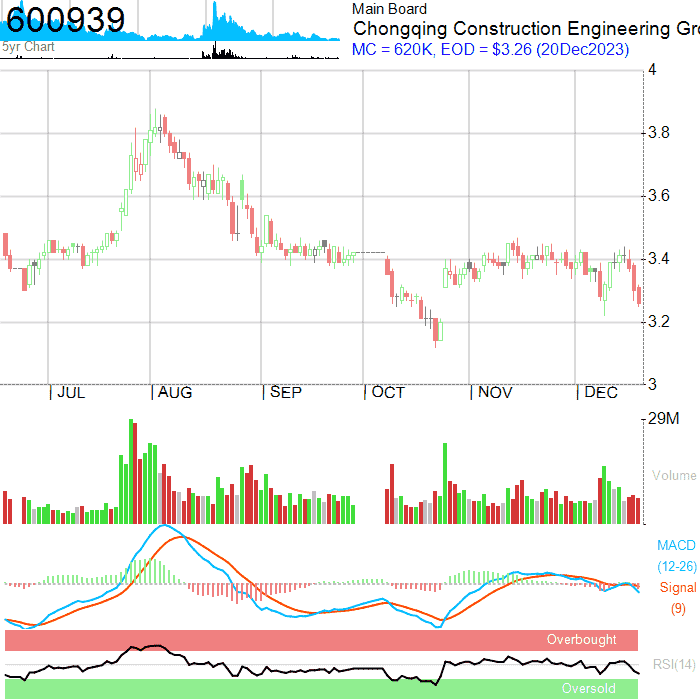 600939
5yr Chart
Main Board
Chongqing Construction Engineering Gro
MC = 620K, EOD = $3.26 (20Dec2023)
4
3.8
3.6
3.4
3.2
3
JUL AUG SEP OCT NOV DEC
29M
Volume
MACD
(12-26)
Signal
(9)
Overbought
RSI(14)
Oversold